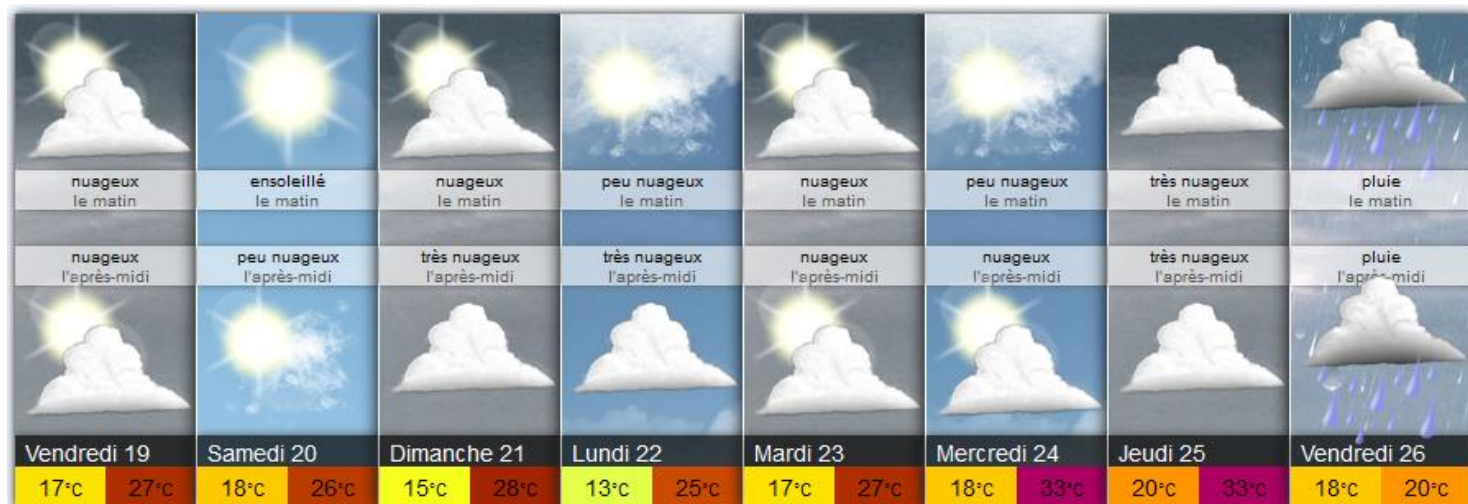 nuageux
le matin
nuageux
l'après-midi
Vendredi 19
17°C 27°C
ensoleillé
le matin
peu nuageux
l'après-midi
Samedi 20
18°C 26°C
nuageux
le matin
très nuageux
l'après-midi
Dimanche 21
15°C 28°C
peu nuageux
le matin
très nuageux
l'après-midi
Lundi 22
13°C 25°C
nuageux
le matin
nuageux
l'après-midi
Mardi 23
17°C 27°C
peu nuageux
le matin
nuageux
l'après-midi
Mercredi 24
18°C 33°C
très nuageux
le matin
très nuageux
l'après-midi
Jeudi 25
20°C 33°C
pluie
le matin
pluie
l'après-midi
Vendredi 26
18°C 20°C